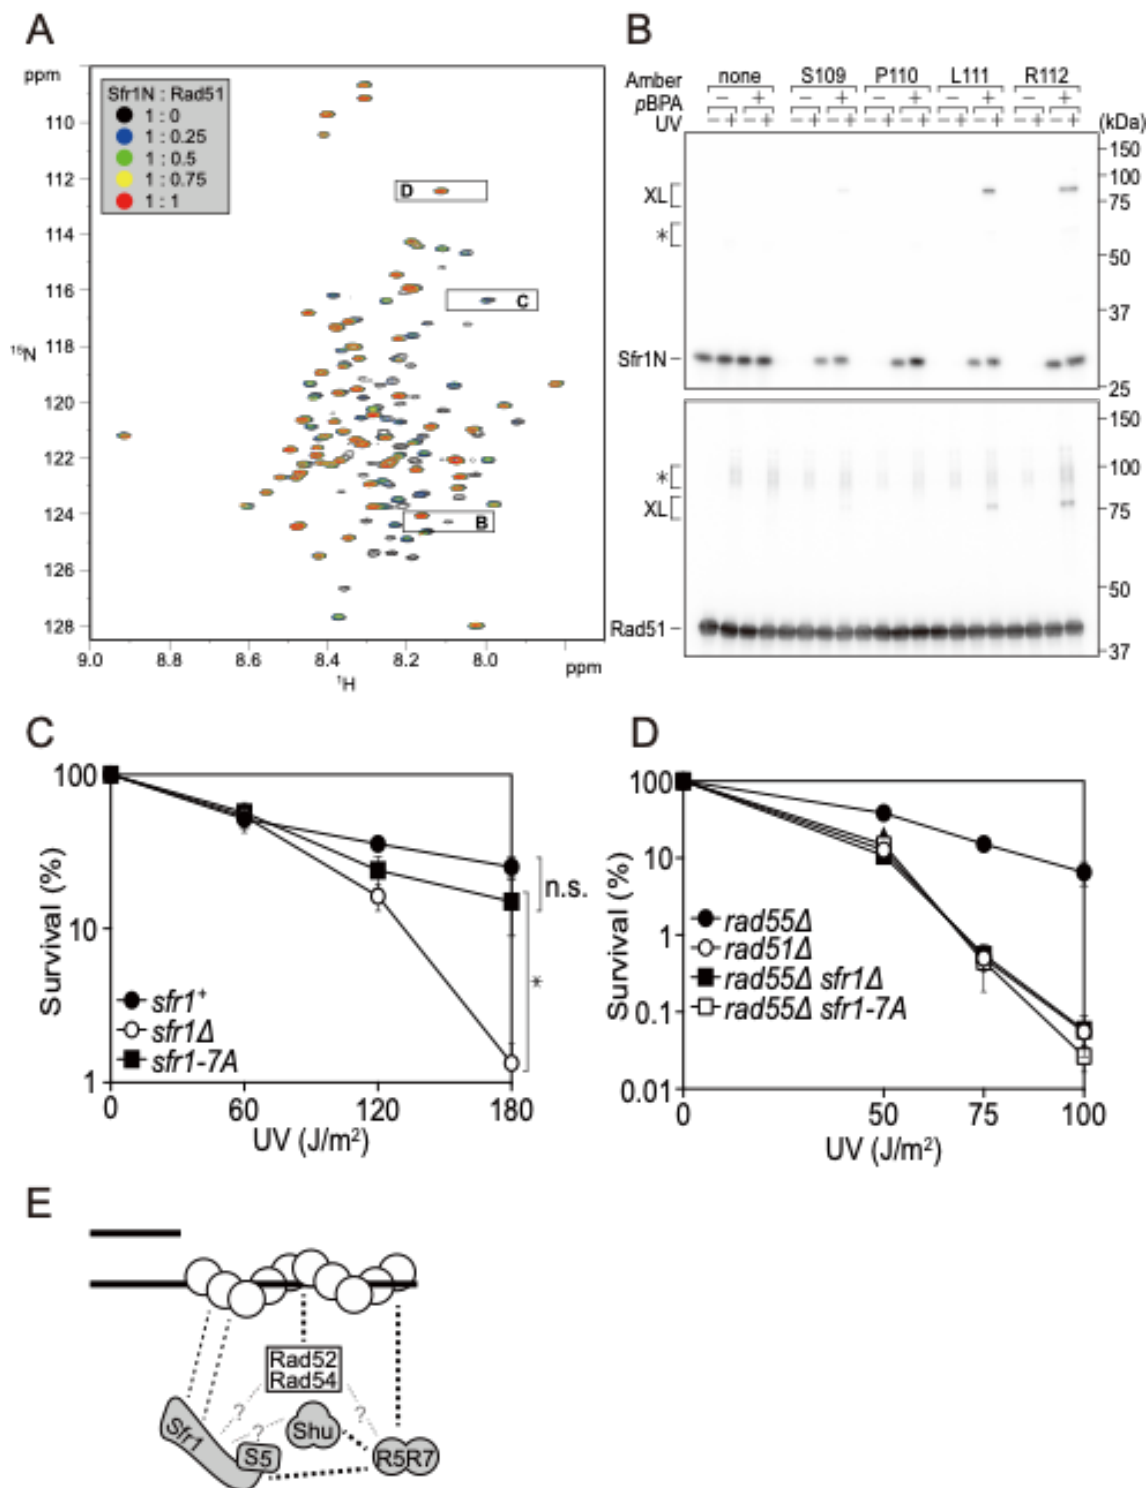 A
ppm
Sfr1N : Rad51
1 : 0
1 : 0.25
1 : 0.5
1 : 0.75
1 : 1
110
112
114
116
118
120
122
124
126
128
¹⁵N
D
C
B
9.0 8.8 8.6 8.4 8.2 8.0 ppm
¹H
B
Amber none S109 P110 L111 R112
pBPA − + − + − + − + − +
UV − + − + − + − + − + − + − + − + − + − + (kDa)
150
100
XL 75
*
50
37
Sfr1N
25
150
* 100
XL 75
50
Rad51
37
C
100
10
1
Survival (%)
n.s.
*
sfr1⁺
sfr1Δ
sfr1-7A
0 60 120 180
UV (J/m²)
D
100
10
1
0.1
0.01
Survival (%)
rad55Δ
rad51Δ
rad55Δ sfr1Δ
rad55Δ sfr1-7A
0 50 75 100
UV (J/m²)
E
Rad52
Rad54
? ? ?
Sfr1
S5
Shu
R5R7